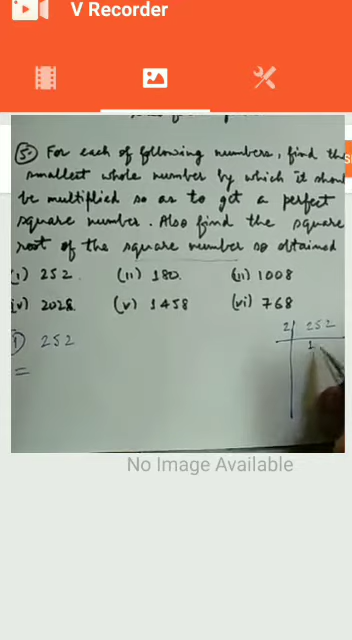 V Recorder
5. For each of following numbers, find the
smallest whole number by which it shoul
be multiplied so as to get a perfect
square number. Also find the square
root of the square number so obtained
(i) 252. (ii) 180. (iii) 1008
(iv) 2028. (v) 1458 (vi) 768
2 252
(i) 252 1
=
No Image Available